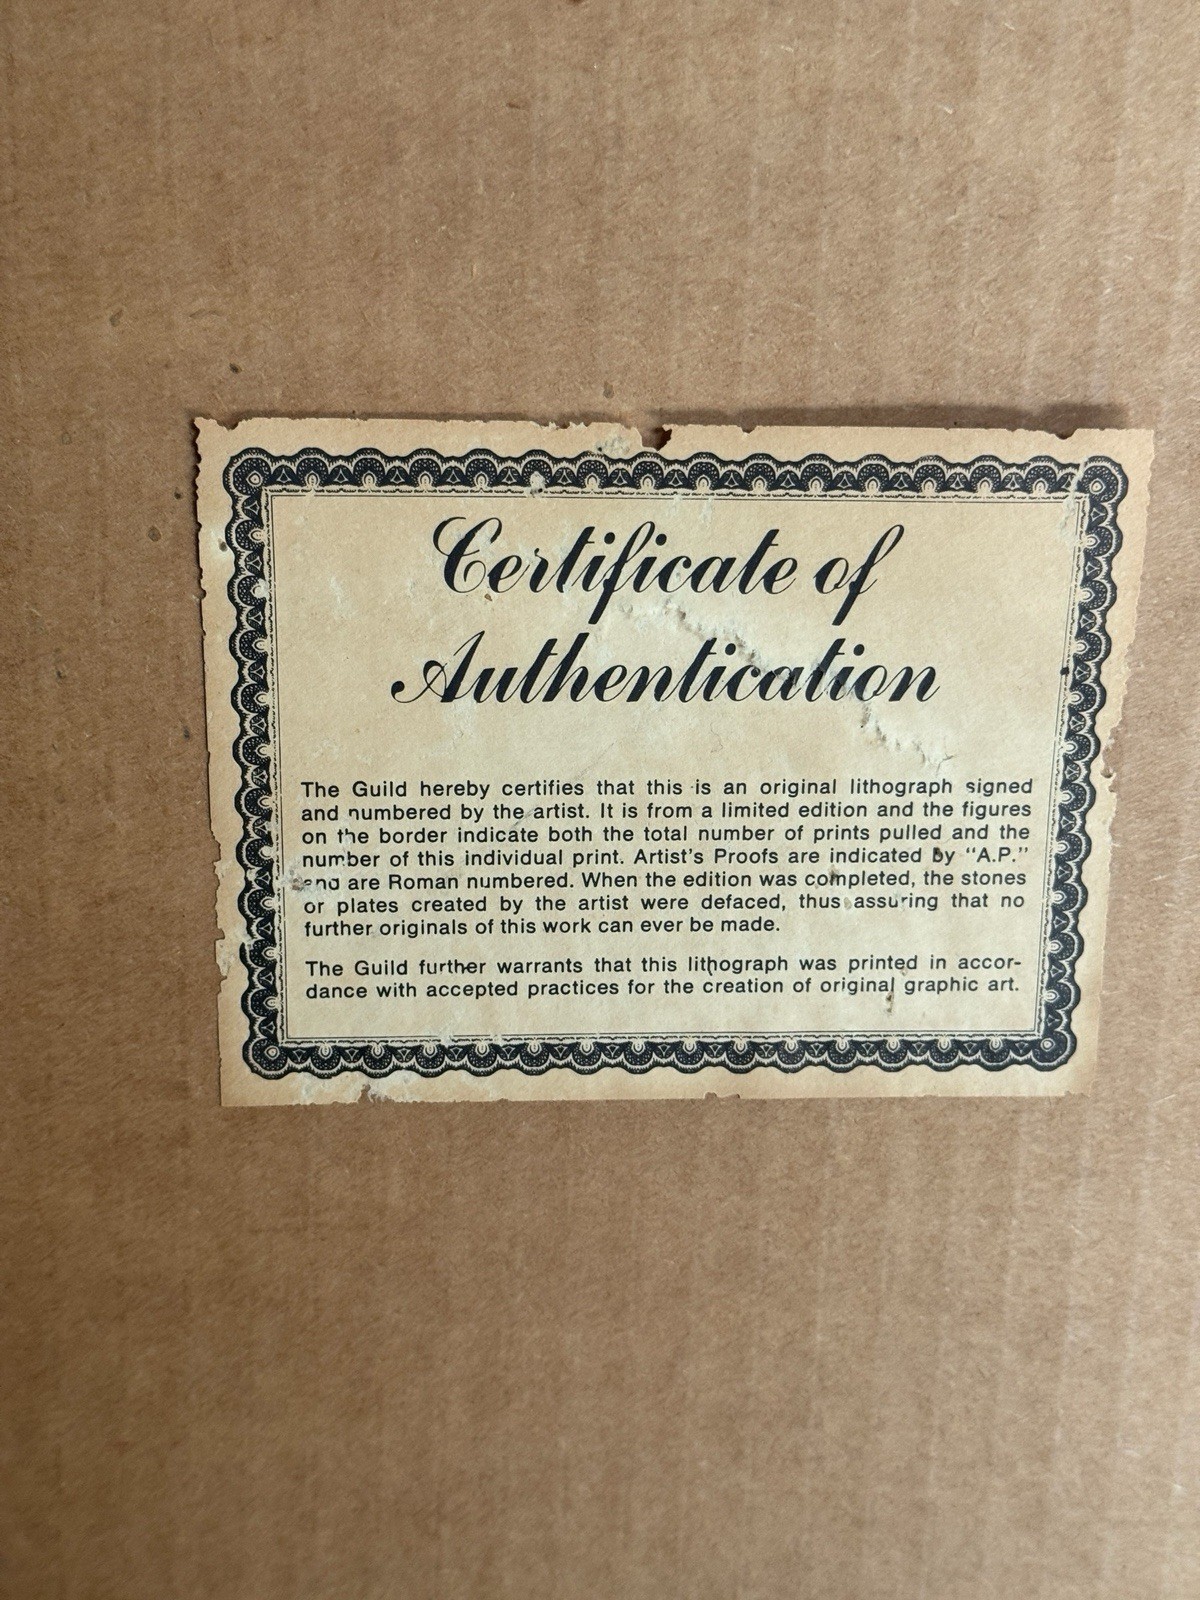 Certificate of
Authentication
The Guild hereby certifies that this is an original lithograph signed
and numbered by the artist. It is from a limited edition and the figures
on the border indicate both the total number of prints pulled and the
number of this individual print. Artist's Proofs are indicated by "A.P."
and are Roman numbered. When the edition was completed, the stones
or plates created by the artist were defaced, thus assuring that no
further originals of this work can ever be made.
The Guild further warrants that this lithograph was printed in accor-
dance with accepted practices for the creation of original graphic art.